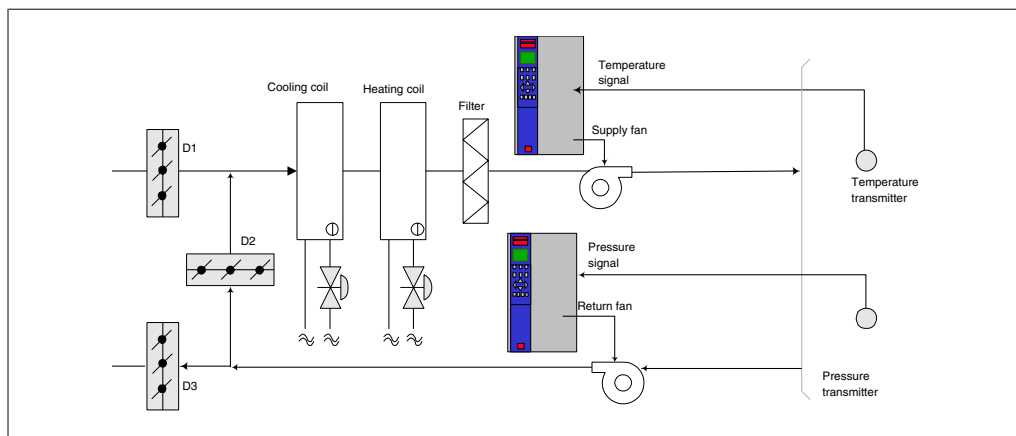 Cooling coil
Heating coil
Filter
Temperature
signal
Supply fan
D1
Temperature
transmitter
D2
Pressure
signal
Return fan
D3
Pressure
transmitter